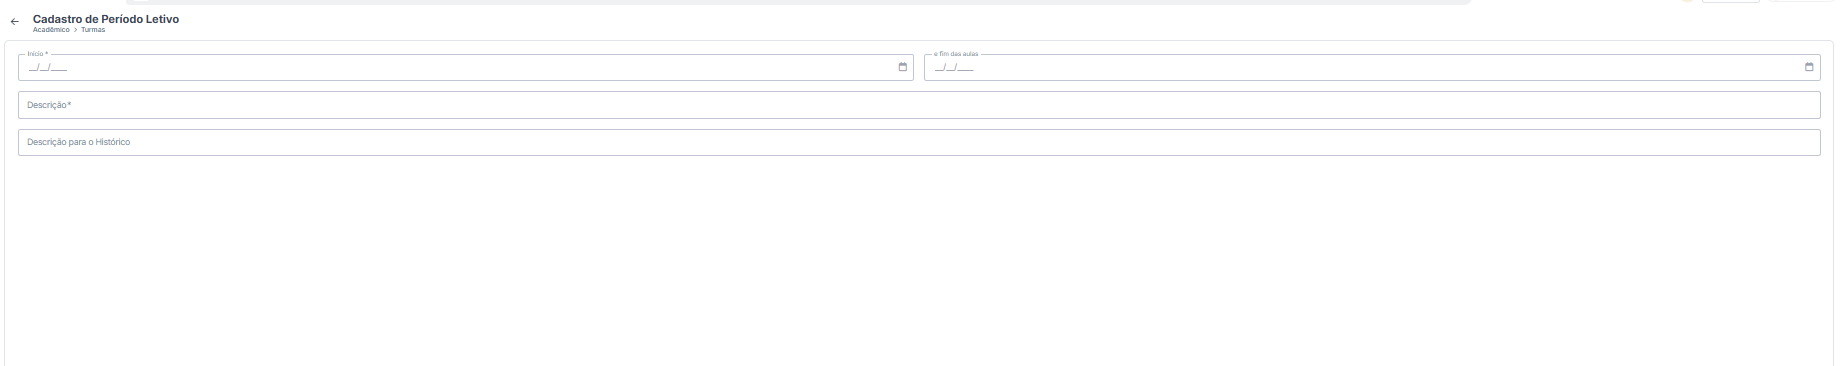 Cadastro de Período Letivo
Acadêmico > Turmas
Início *
e fim das aulas
__/__/____
__/__/____
Descrição*
Descrição para o Histórico